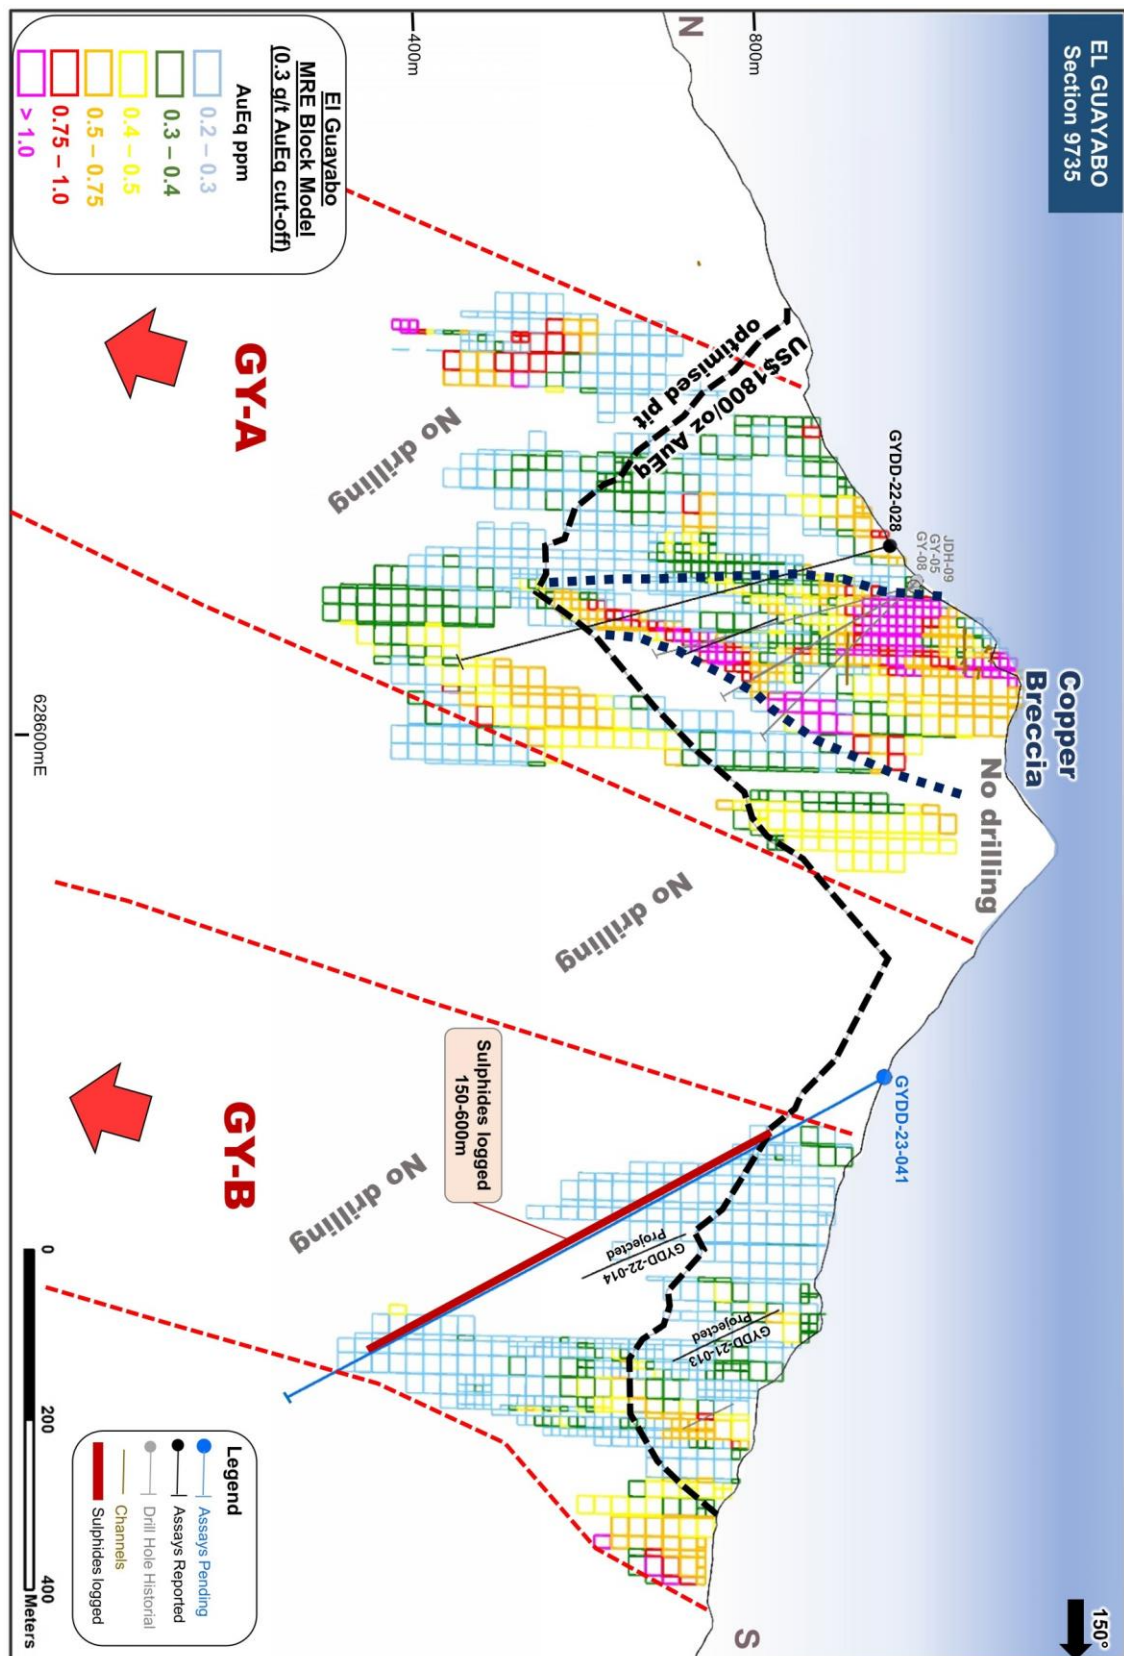 EL GUAYABO
Section 9735
150°
N
S
800m
400m
628600mE
Copper
Breccia
No drilling
GYDD-22-028
JDH-09
GY-05
GY-08
GYDD-23-041
US$1800/oz AuEq
optimised pit
No drilling
No drilling
No drilling
GYDD-22-014
Projected
GYDD-21-013
Projected
Sulphides logged
150-600m
GY-A
GY-B
El Guayabo
MRE Block Model
(0.3 g/t AuEq cut-off)
AuEq ppm
0.2 – 0.3
0.3 – 0.4
0.4 – 0.5
0.5 – 0.75
0.75 – 1.0
> 1.0
Legend
Assays Pending
Assays Reported
Drill Hole Historial
Channels
Sulphides logged
0
200
400
Meters